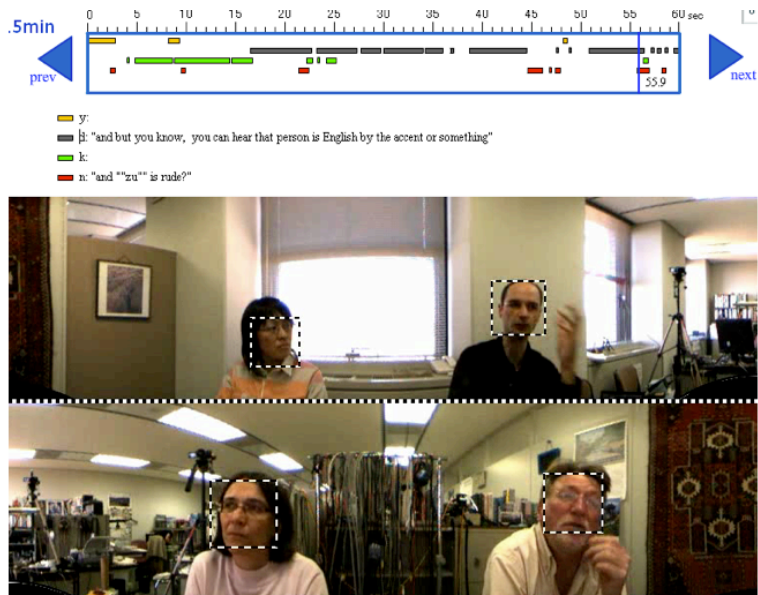 0 5 10 15 20 25 30 35 40 45 50 55 60 sec
.5min
prev
next
55.9
y:
d: "and but you know, you can hear that person is English by the accent or something"
k:
n: "and ""zu"" is rude?"